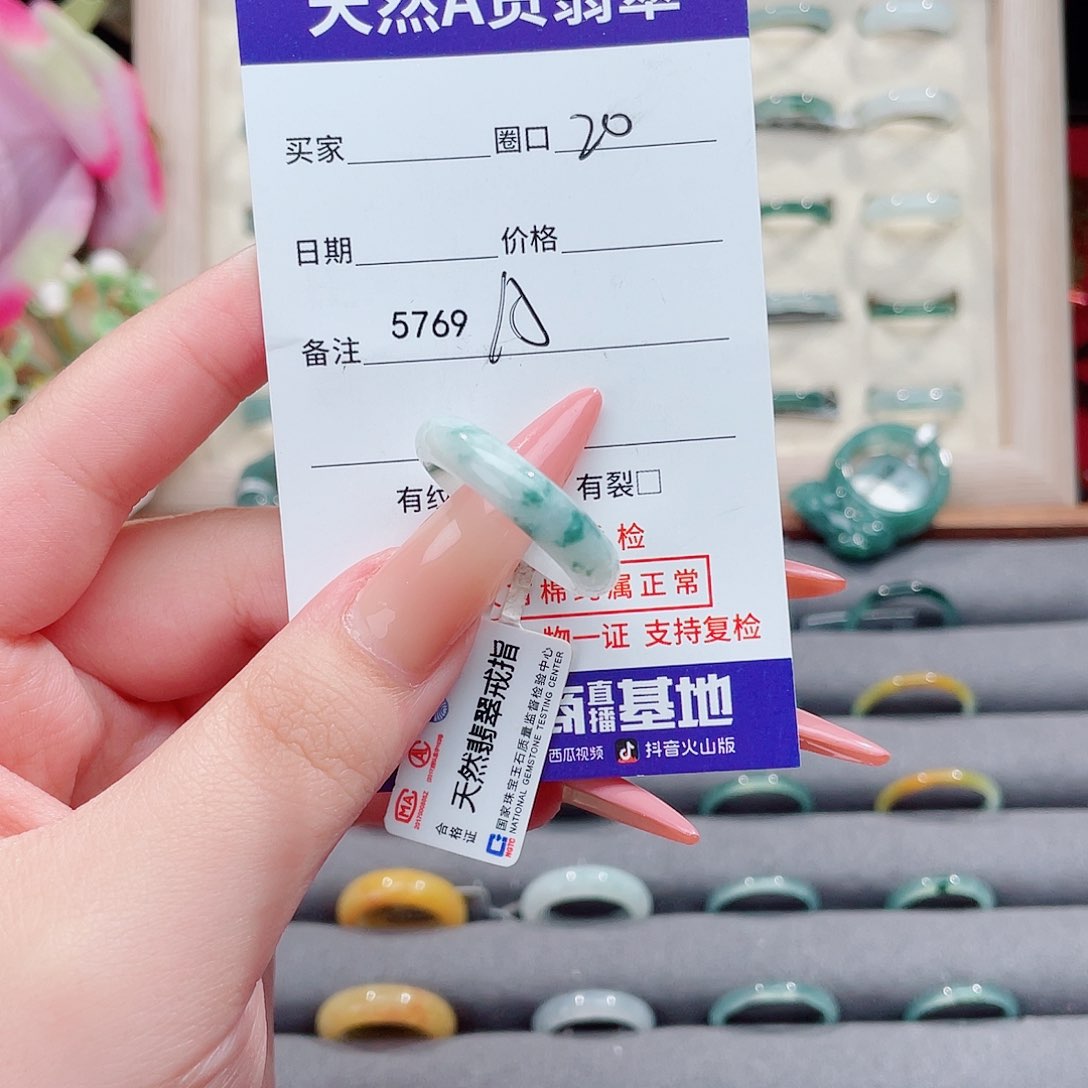 天然A货翡翠
买家 圈口 20
日期 价格
备注 5769
有纹 有裂□
检
棉 属正常
物一证 支持复检
直播基地
西瓜视频 抖音火山版
天然翡翠戒指
国家珠宝玉石质量监督检验中心
NATIONAL GEMSTONE TESTING CENTER
合格证
MA
NGTC